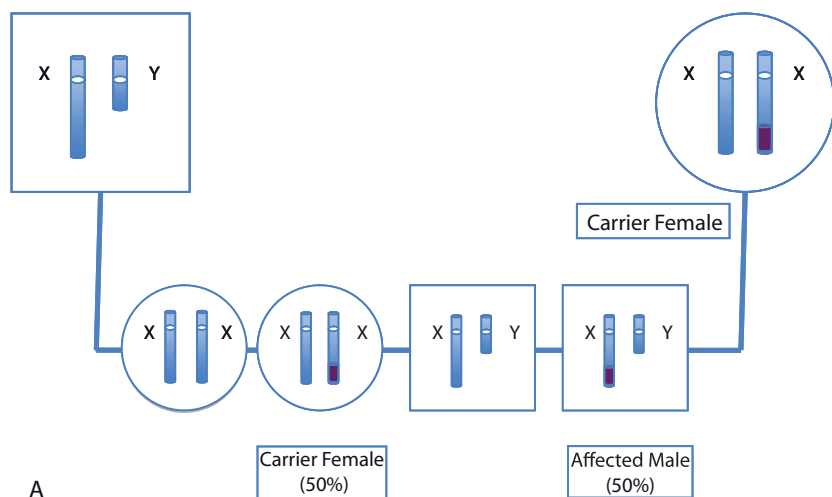 X Y
X X
Carrier Female
X X
X X
X Y
X Y
Carrier Female
(50%)
Affected Male
(50%)
A